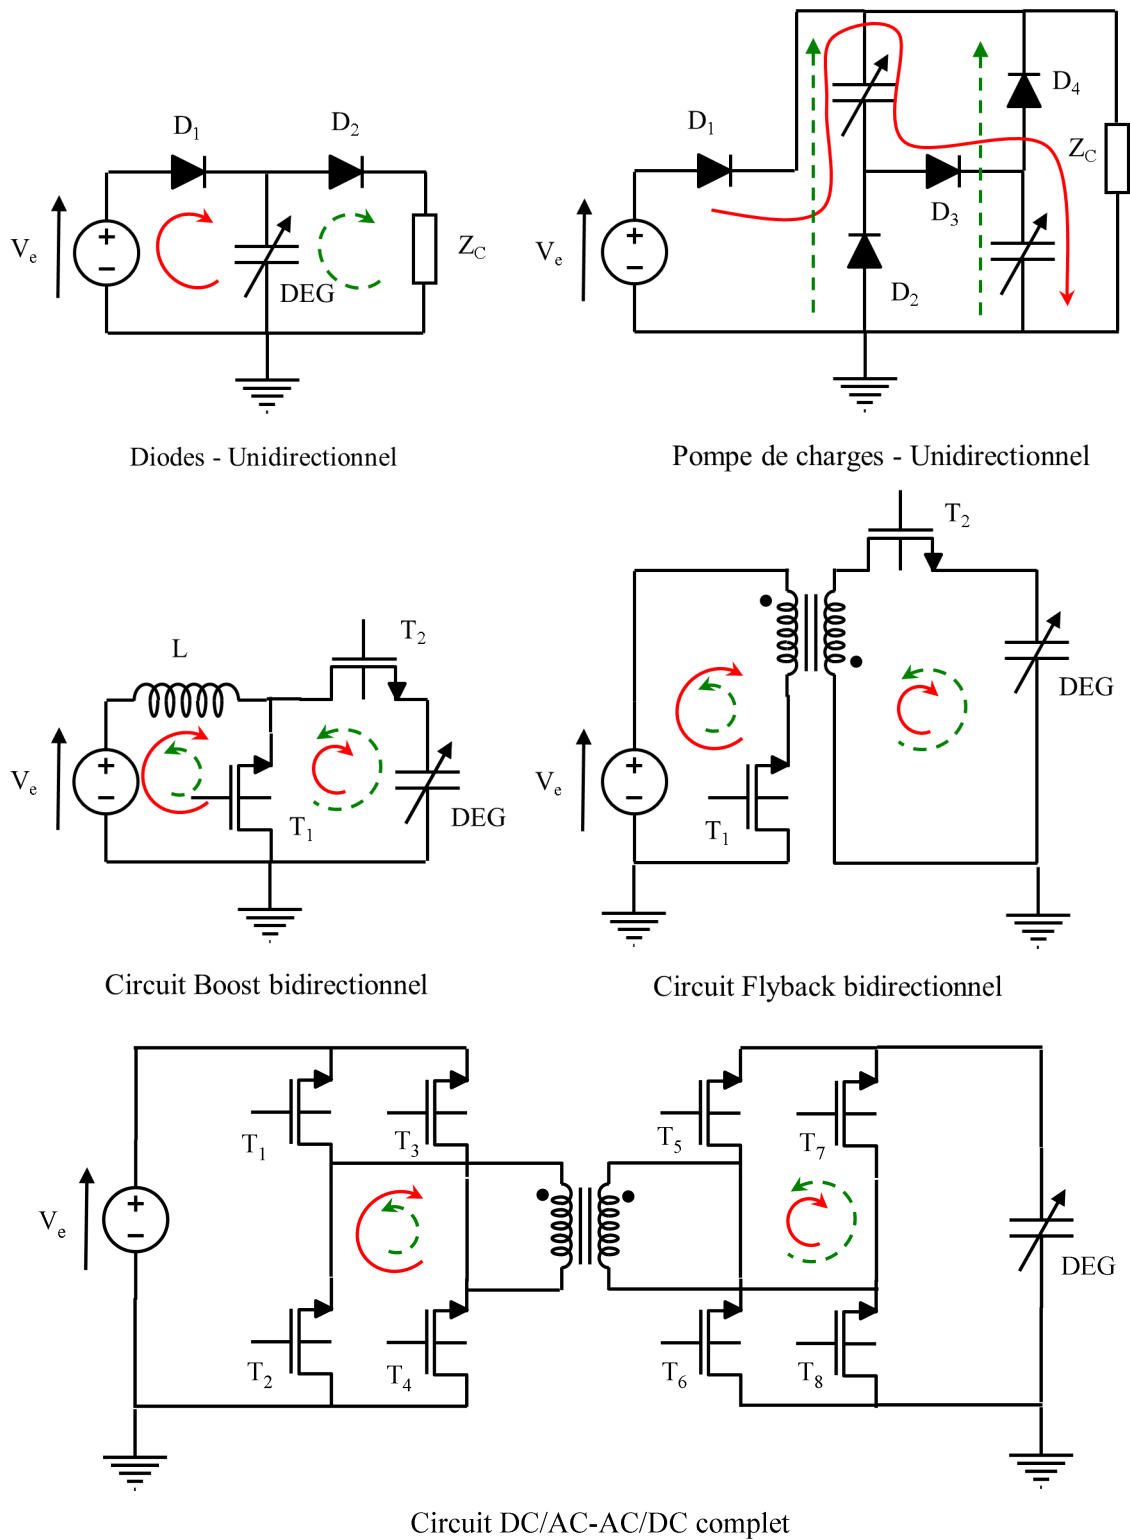 D1
D2
Ve
+
−
DEG
ZC
Diodes - Unidirectionnel
D1
D4
ZC
D3
Ve
+
−
D2
Pompe de charges - Unidirectionnel
L
T2
Ve
+
−
T1
DEG
Circuit Boost bidirectionnel
T2
DEG
Ve
+
−
T1
Circuit Flyback bidirectionnel
T1
T3
T5
T7
Ve
+
−
DEG
T2
T4
T6
T8
Circuit DC/AC-AC/DC complet